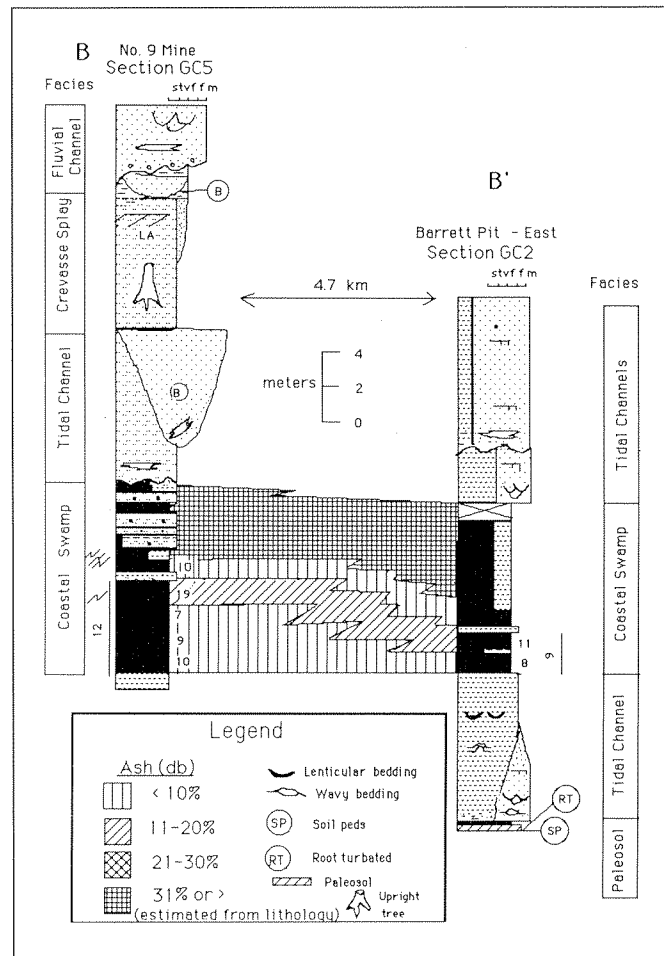 B
No. 9 Mine
Section GC5
Facies
stvffm
Fluvial Channel
Crevasse Splay
Tidal Channel
Coastal Swamp
B
LA
B
10
19
7
9
10
12
4.7 km
meters
4
2
0
B'
Barrett Pit - East
Section GC2
stvffm
Facies
Tidal Channels
Coastal Swamp
Tidal Channel
Paleosol
11
8
9
RT
SP
Legend
Ash (db)
< 10%
11-20%
21-30%
31% or >
(estimated from lithology)
Lenticular bedding
Wavy bedding
SP Soil peds
RT Root turbated
Paleosol
Upright
tree